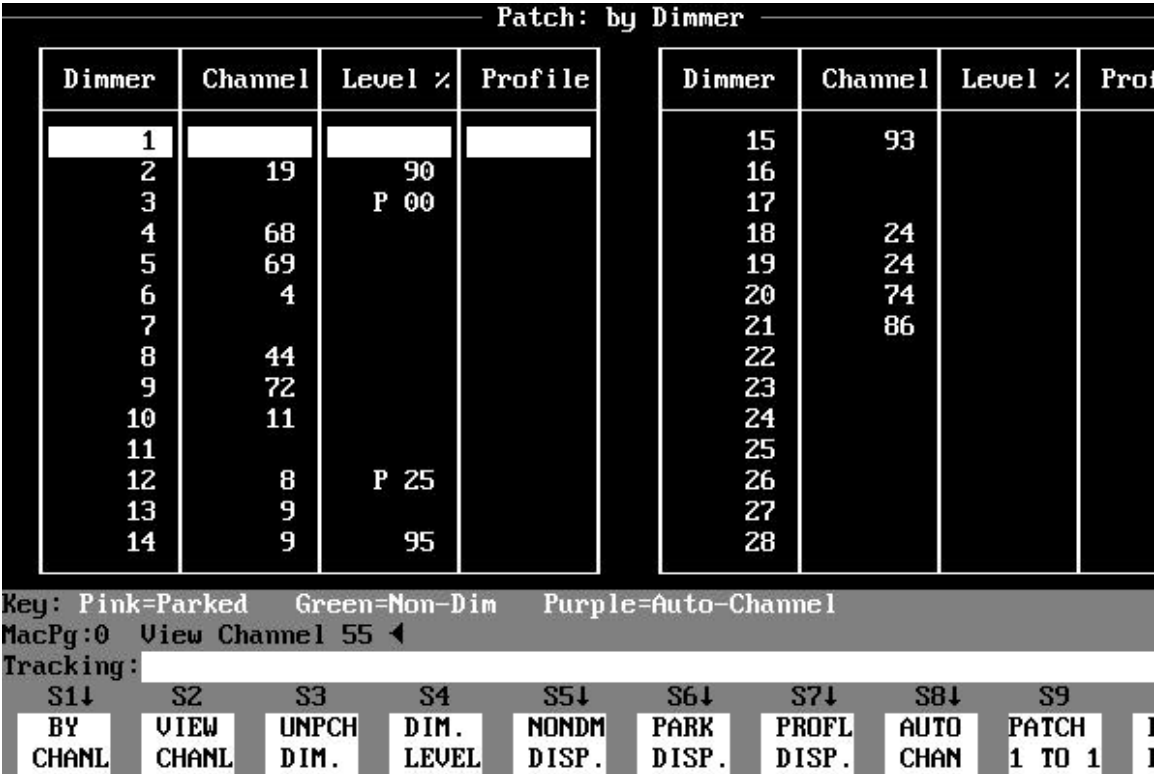 Patch: by Dimmer
Dimmer Channel Level % Profile Dimmer Channel Level %
1 15 93
2 19 90 16
3 P 00 17
4 68 18 24
5 69 19 24
6 4 20 74
7 21 86
8 44 22
9 72 23
10 11 24
11 25
12 8 P 25 26
13 9 27
14 9 95 28
Key: Pink=Parked Green=Non-Dim Purple=Auto-Channel
MacPg:0 View Channel 55
Tracking:
S1↓ S2 S3 S4 S5↓ S6↓ S7↓ S8↓ S9
BY VIEW UNPCH DIM. NONDM PARK PROFL AUTO PATCH
CHANL CHANL DIM. LEVEL DISP. DISP. DISP. CHAN 1 TO 1